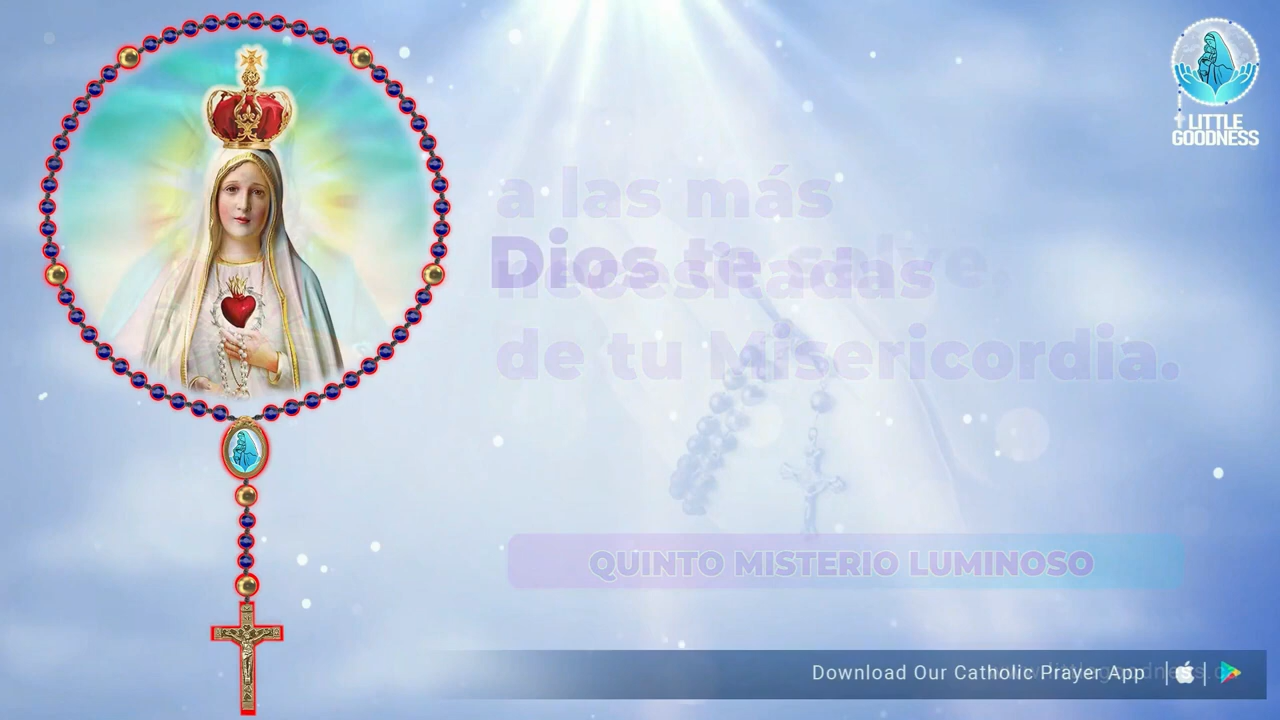 LITTLE
GOODNESS
a las más
Dios te salve
necesitadas
de tu Misericordia.
QUINTO MISTERIO LUMINOSO
Download Our Catholic Prayer App